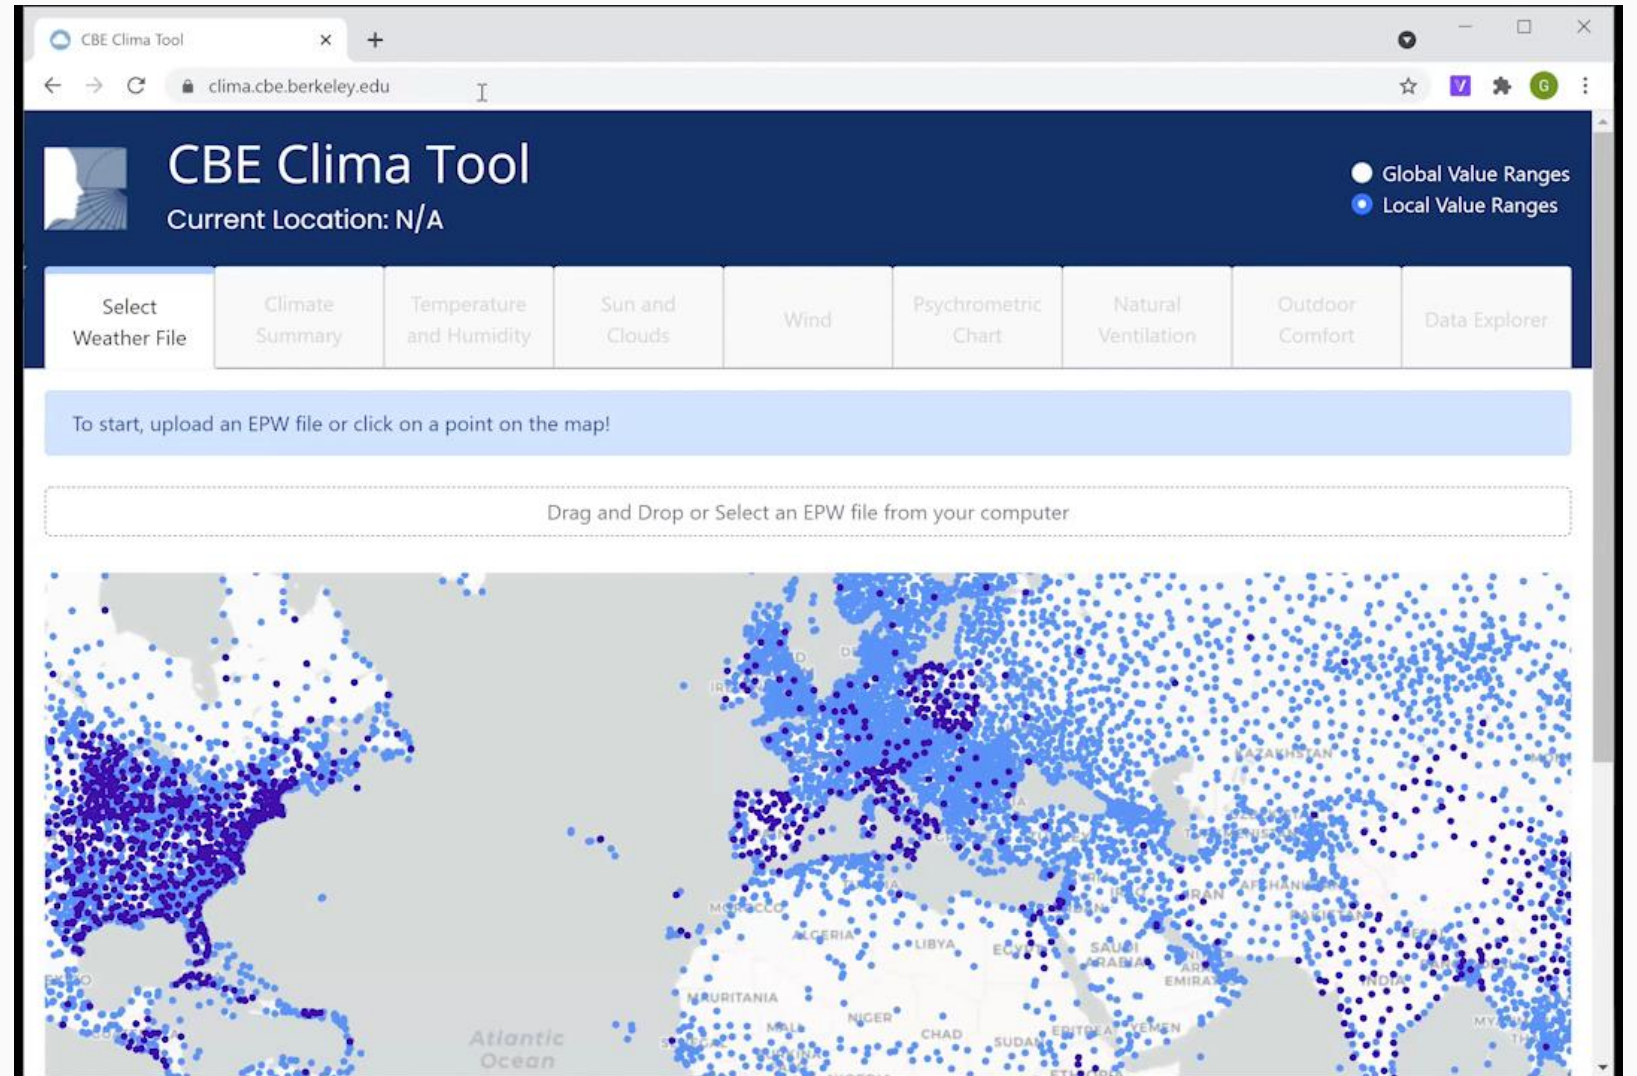 CBE Clima Tool
clima.cbe.berkeley.edu
G
CBE Clima Tool
Current Location: N/A
Global Value Ranges
Local Value Ranges
Select
Weather File
Climate
Summary
Temperature
and Humidity
Sun and
Clouds
Wind
Psychrometric
Chart
Natural
Ventilation
Outdoor
Comfort
Data Explorer
To start, upload an EPW file or click on a point on the map!
Drag and Drop or Select an EPW file from your computer
KAZAKHSTAN
IRAN
MOROCCO
ALGERIA
LIBYA
EGYPT
SAUDI
ARABIA
PAKISTAN
INDIA
MAURITANIA
MALI
NIGER
CHAD
SUDAN
ERITREA
YEMEN
Atlantic
Ocean